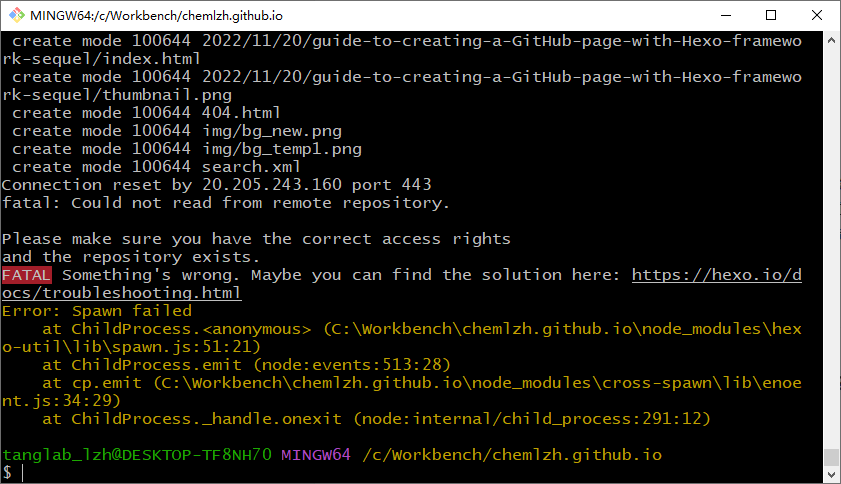 MINGW64:/c/Workbench/chemlzh.github.io
create mode 100644 2022/11/20/guide-to-creating-a-GitHub-page-with-Hexo-framewo
rk-sequel/index.html
create mode 100644 2022/11/20/guide-to-creating-a-GitHub-page-with-Hexo-framewo
rk-sequel/thumbnail.png
create mode 100644 404.html
create mode 100644 img/bg_new.png
create mode 100644 img/bg_temp1.png
create mode 100644 search.xml
Connection reset by 20.205.243.160 port 443
fatal: Could not read from remote repository.

Please make sure you have the correct access rights
and the repository exists.
FATAL Something's wrong. Maybe you can find the solution here: https://hexo.io/d
ocs/troubleshooting.html
Error: Spawn failed
    at ChildProcess.<anonymous> (C:\Workbench\chemlzh.github.io\node_modules\hex
o-util\lib\spawn.js:51:21)
    at ChildProcess.emit (node:events:513:28)
    at cp.emit (C:\Workbench\chemlzh.github.io\node_modules\cross-spawn\lib\enoe
nt.js:34:29)
    at ChildProcess._handle.onexit (node:internal/child_process:291:12)

tanglab_lzh@DESKTOP-TF8NH70 MINGW64 /c/Workbench/chemlzh.github.io
$